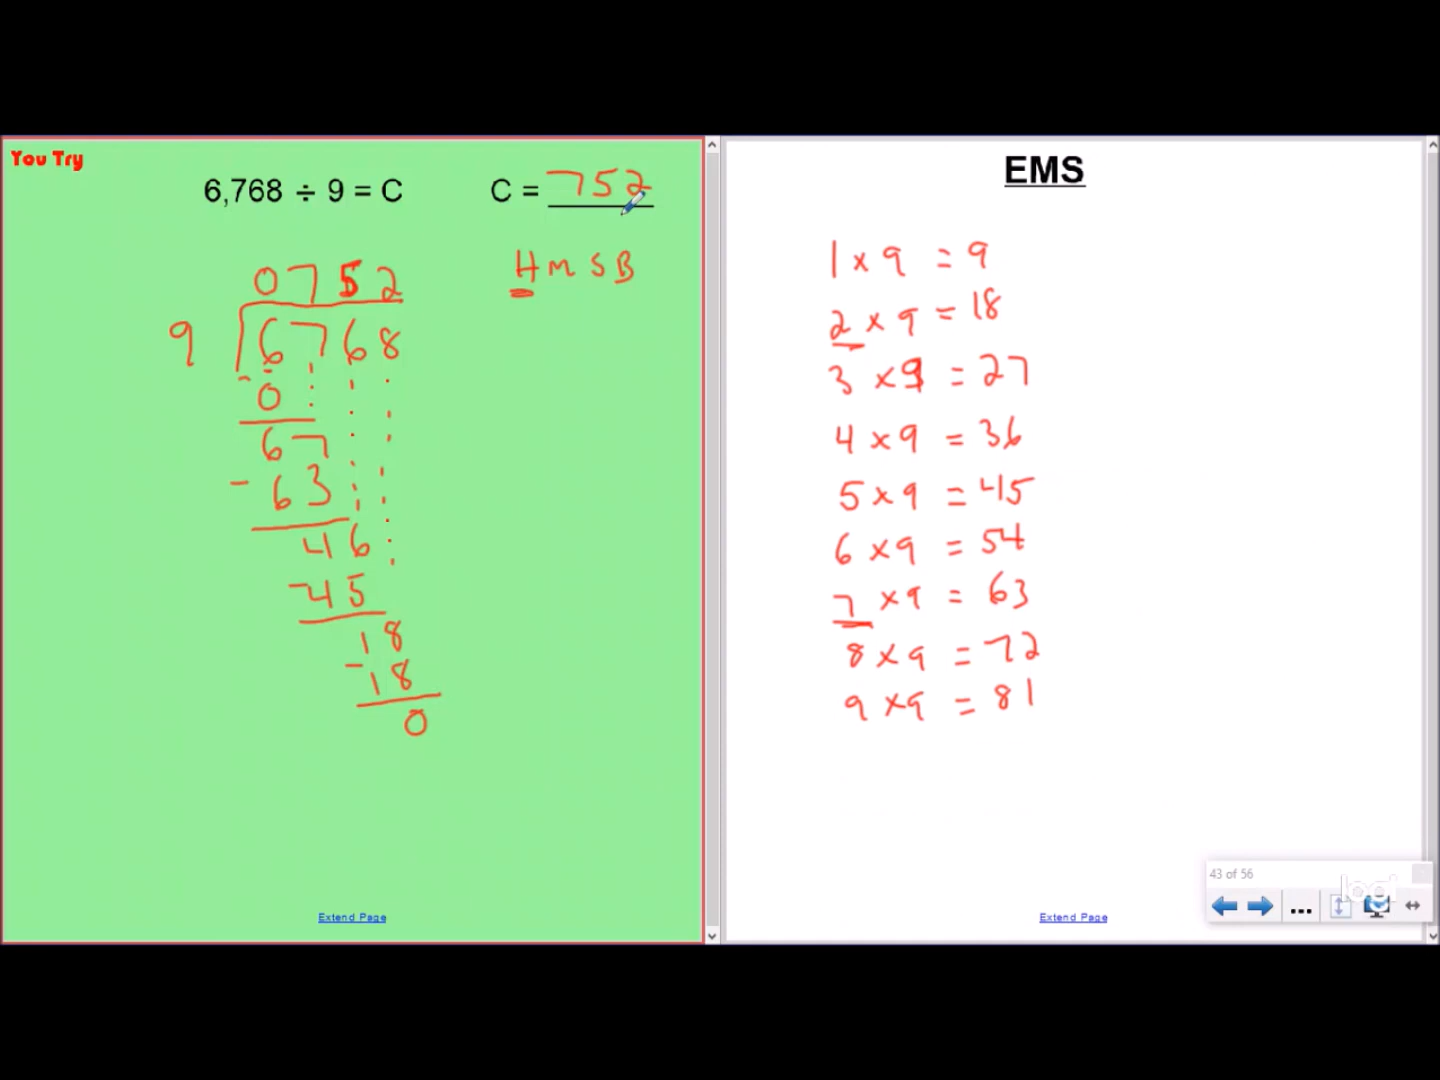 You Try
6,768 ÷ 9 = C
C = 752
H M S B
0752
9 6768
- 0
67
- 63
46
- 45
18
- 18
0
EMS
1 x 9 = 9
2 x 9 = 18
3 x 9 = 27
4 x 9 = 36
5 x 9 = 45
6 x 9 = 54
7 x 9 = 63
8 x 9 = 72
9 x 9 = 81
43 of 56
...
Extend Page
Extend Page